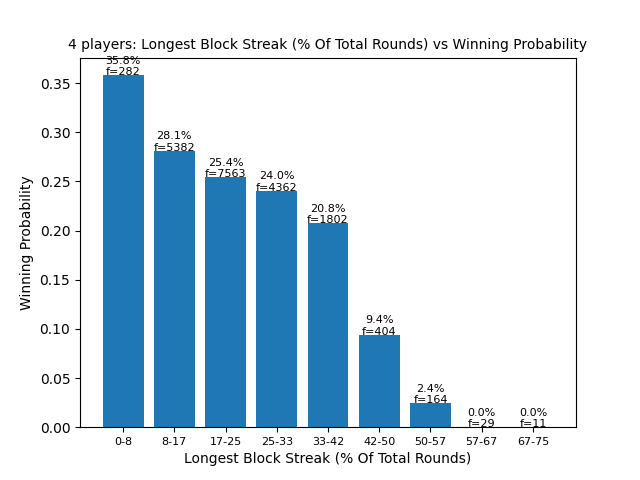 4 players: Longest Block Streak (% Of Total Rounds) vs Winning Probability
Winning Probability
0.35
0.30
0.25
0.20
0.15
0.10
0.05
0.00
35.8%
f=282
28.1%
f=5382
25.4%
f=7563
24.0%
f=4362
20.8%
f=1802
9.4%
f=404
2.4%
f=164
0.0%
f=29
0.0%
f=11
0-8
8-17
17-25
25-33
33-42
42-50
50-57
57-67
67-75
Longest Block Streak (% Of Total Rounds)